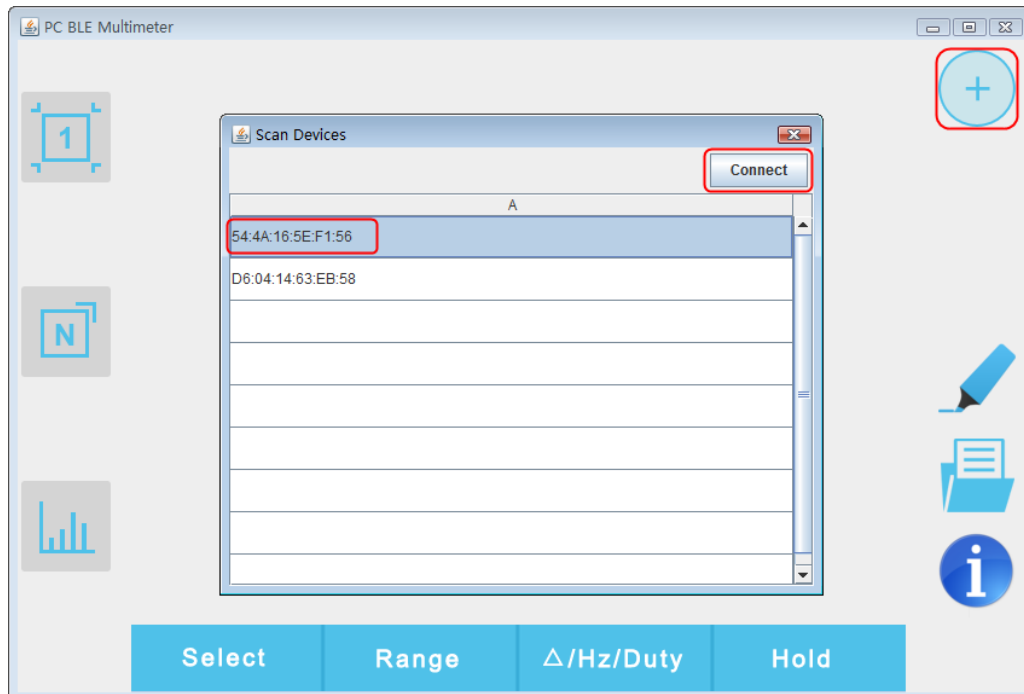 PC BLE Multimeter
+
1
Scan Devices
Connect
A
54:4A:16:5E:F1:56
D6:04:14:63:EB:58
N
i
Select Range △/Hz/Duty Hold